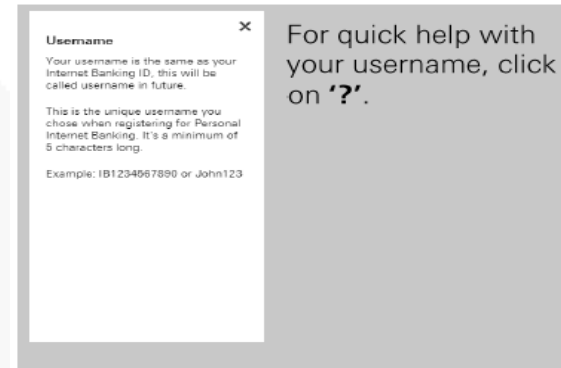 Username
Your username is the same as your
Internet Banking ID, this will be
called username in future.
This is the unique username you
chose when registering for Personal
Internet Banking. It's a minimum of
5 characters long.
Example: IB1234567890 or John123
For quick help with
your username, click
on '?'.